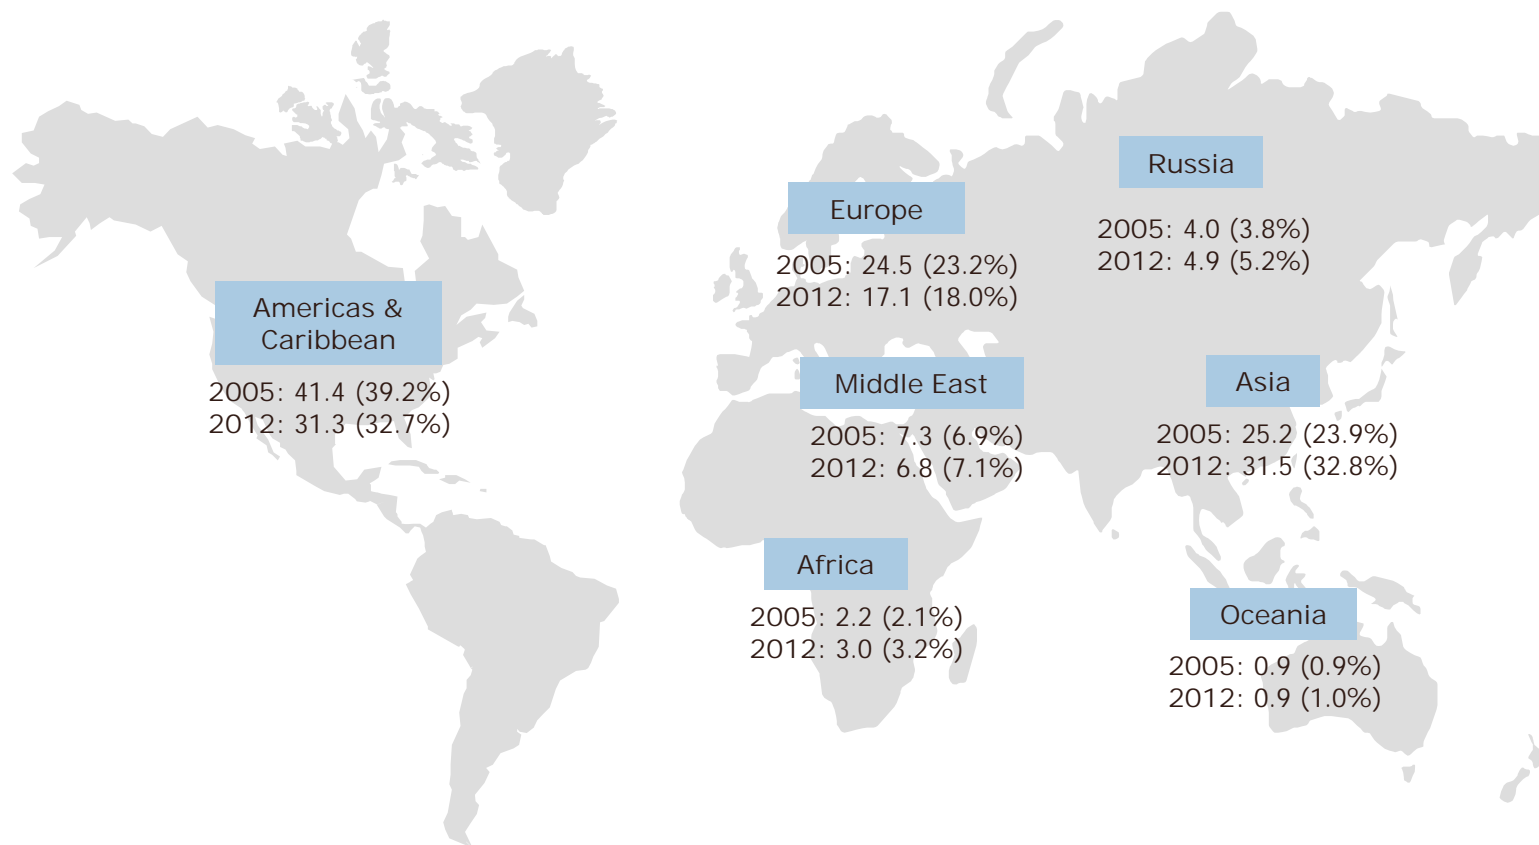 Russia
2005: 4.0 (3.8%)
2012: 4.9 (5.2%)
Europe
2005: 24.5 (23.2%)
2012: 17.1 (18.0%)
Americas &
Caribbean
2005: 41.4 (39.2%)
2012: 31.3 (32.7%)
Middle East
2005: 7.3 (6.9%)
2012: 6.8 (7.1%)
Asia
2005: 25.2 (23.9%)
2012: 31.5 (32.8%)
Africa
2005: 2.2 (2.1%)
2012: 3.0 (3.2%)
Oceania
2005: 0.9 (0.9%)
2012: 0.9 (1.0%)